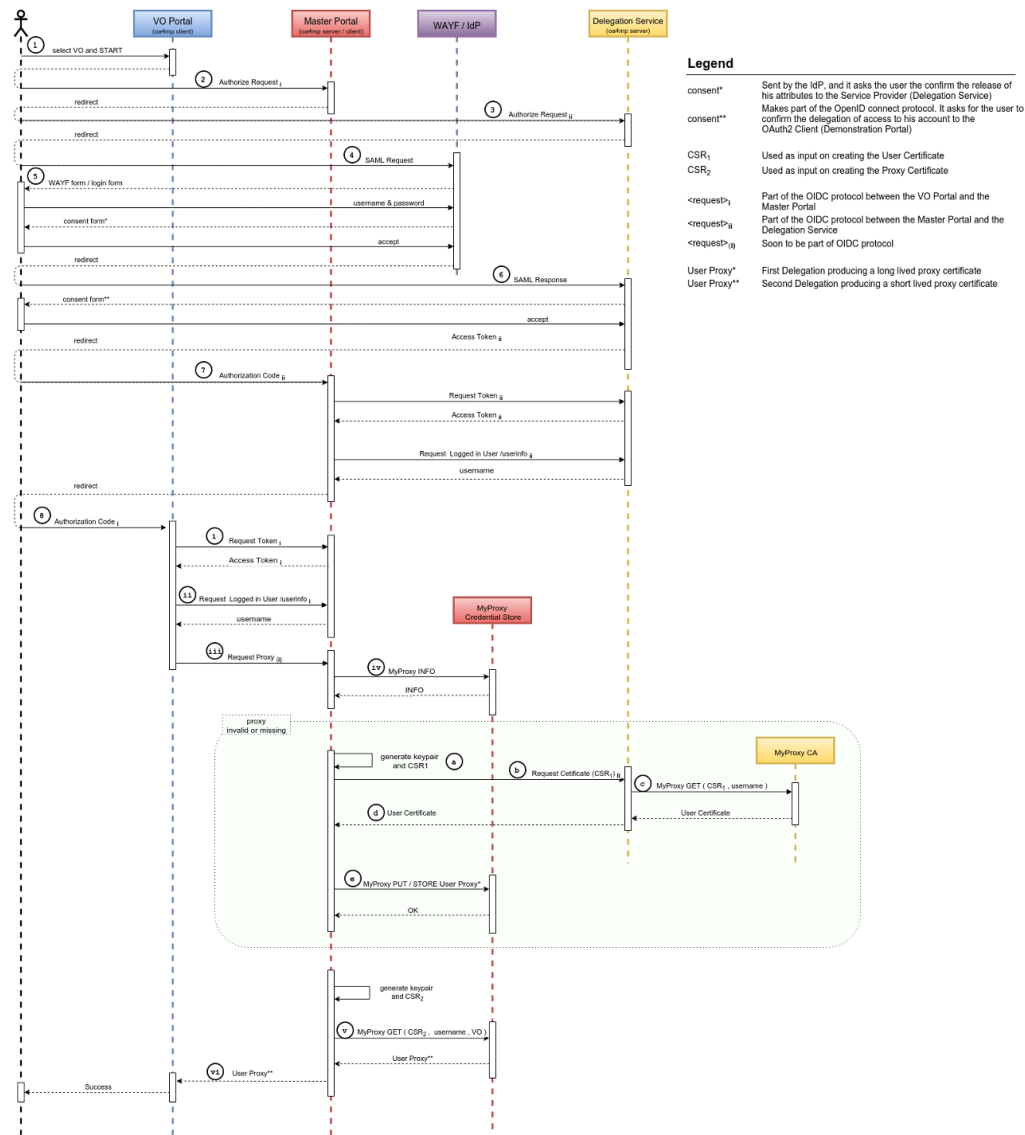 VO Portal
(oa4mp client)
Master Portal
(oa4mp server / client)
WAYF / IdP
Delegation Service
(oa4mp server)
1
select VO and START
2
Authorize Request i
redirect
3
Authorize Request ii
redirect
4
SAML Request
5
WAYF form / login form
username & password
consent form*
accept
redirect
6
SAML Response
consent form**
accept
Access Token ii
redirect
7
Authorization Code ii
Request Token ii
Access Token ii
Request Logged in User /userinfo ii
username
redirect
8
Authorization Code i
i
Request Token i
Access Token i
ii
Request Logged in User /userinfo i
username
MyProxy
Credential Store
iii
Request Proxy (ii)
iv
MyProxy INFO
INFO
proxy
invalid or missing
MyProxy CA
generate keypair
and CSR1
a
b
Request Cetificate (CSR1) ii
c
MyProxy GET ( CSR1 , username )
d
User Certificate
User Certificate
e
MyProxy PUT / STORE User Proxy*
OK
generate keypair
and CSR2
v
MyProxy GET ( CSR2 , username , VO )
User Proxy**
vi
User Proxy**
Success
Legend
consent*
Sent by the IdP, and it asks the user the confirm the release of
his attributes to the Service Provider (Delegation Service)
consent**
Makes part of the OpenID connect protocol. It asks for the user to
confirm the delegation of access to his account to the
OAuth2 Client (Demonstration Portal)
CSR1
Used as input on creating the User Certificate
CSR2
Used as input on creating the Proxy Certificate
<request>i
Part of the OIDC protocol between the VO Portal and the
Master Portal
<request>ii
Part of the OIDC protocol between the Master Portal and the
Delegation Service
<request>(ii)
Soon to be part of OIDC protocol
User Proxy*
First Delegation producing a long lived proxy certificate
User Proxy**
Second Delegation producing a short lived proxy certificate